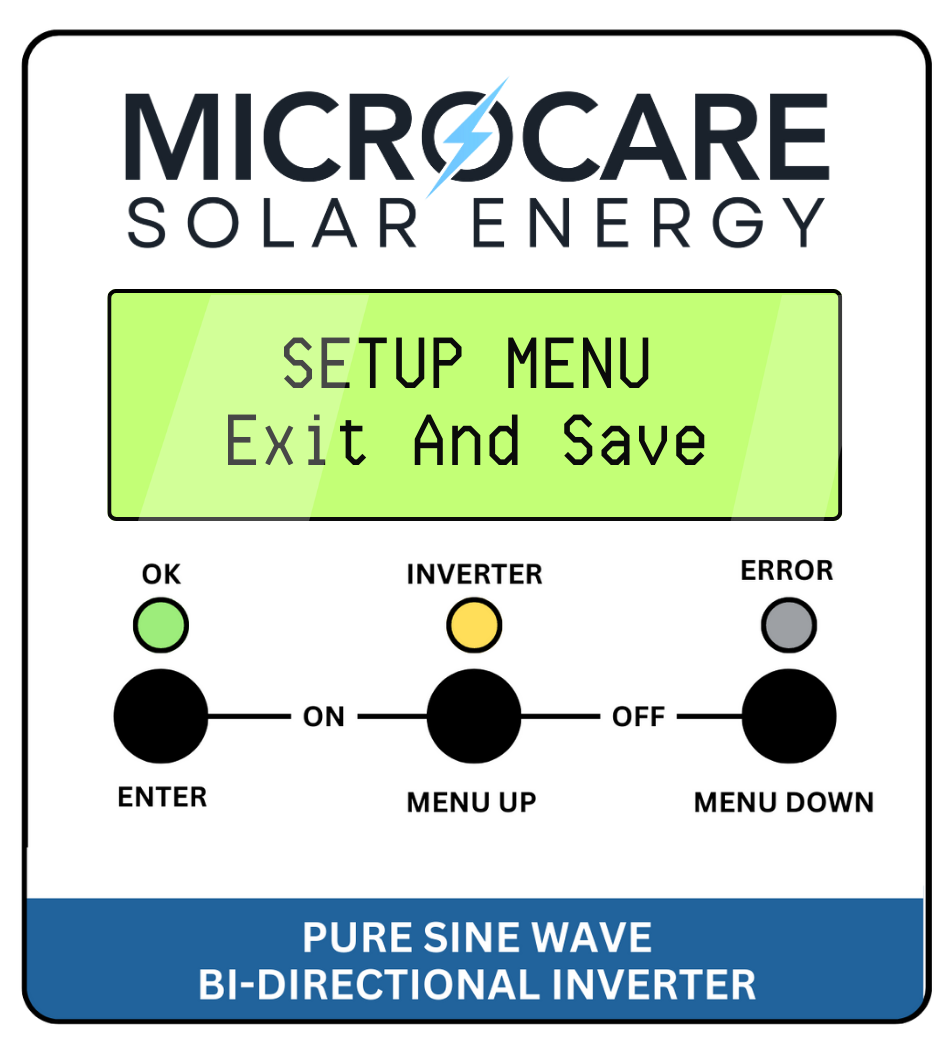 MICROCARE
SOLAR ENERGY
SETUP MENU
Exit And Save
OK INVERTER ERROR
ON OFF
ENTER MENU UP MENU DOWN
PURE SINE WAVE
BI-DIRECTIONAL INVERTER